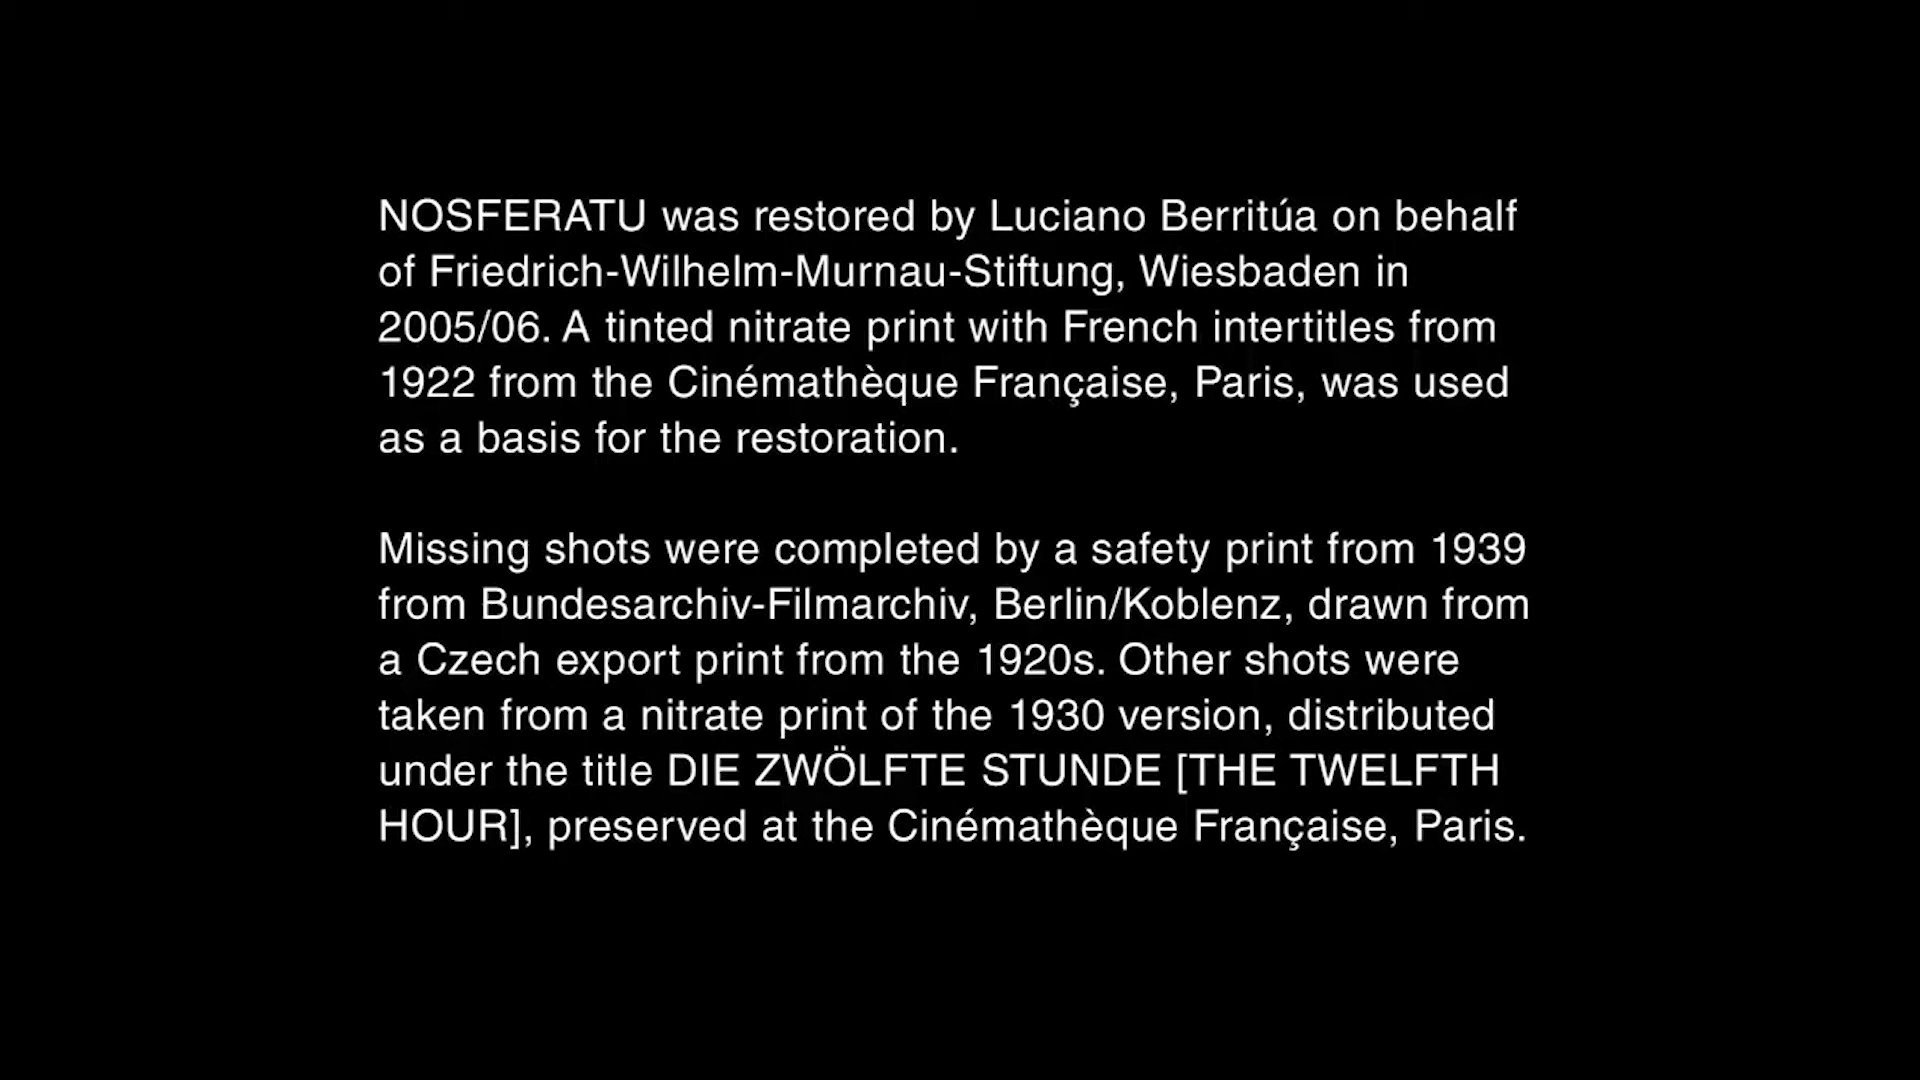 NOSFERATU was restored by Luciano Berritúa on behalf
of Friedrich-Wilhelm-Murnau-Stiftung, Wiesbaden in
2005/06. A tinted nitrate print with French intertitles from
1922 from the Cinémathèque Française, Paris, was used
as a basis for the restoration.
Missing shots were completed by a safety print from 1939
from Bundesarchiv-Filmarchiv, Berlin/Koblenz, drawn from
a Czech export print from the 1920s. Other shots were
taken from a nitrate print of the 1930 version, distributed
under the title DIE ZWÖLFTE STUNDE [THE TWELFTH
HOUR], preserved at the Cinémathèque Française, Paris.